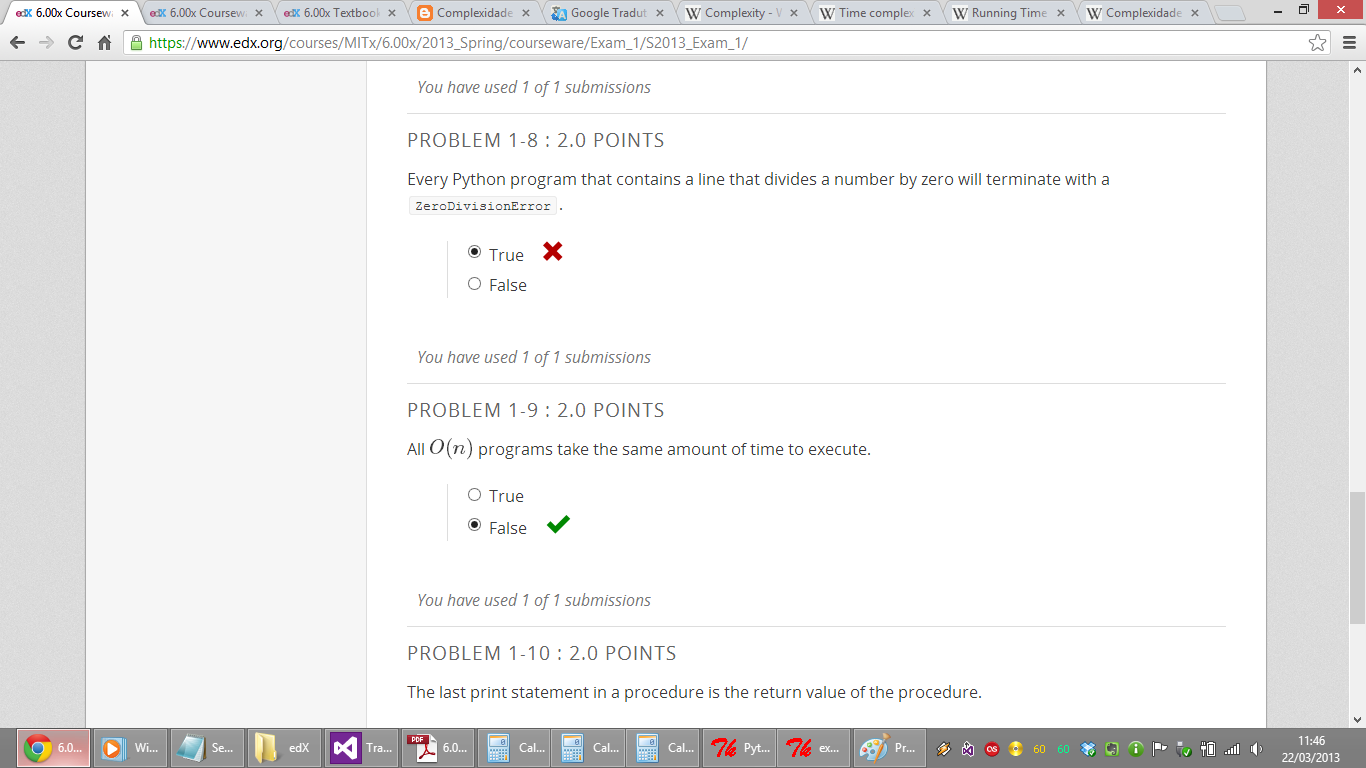 6.00x Coursew
6.00x Coursew
6.00x Textbook
Complexidade
Google Tradut
Complexity - W
Time complex
Running Time
Complexidade
https://www.edx.org/courses/MITx/6.00x/2013_Spring/courseware/Exam_1/S2013_Exam_1/
You have used 1 of 1 submissions
PROBLEM 1-8 : 2.0 POINTS
Every Python program that contains a line that divides a number by zero will terminate with a
ZeroDivisionError .
True
False
You have used 1 of 1 submissions
PROBLEM 1-9 : 2.0 POINTS
All O(n) programs take the same amount of time to execute.
True
False
You have used 1 of 1 submissions
PROBLEM 1-10 : 2.0 POINTS
The last print statement in a procedure is the return value of the procedure.
6.0... Wi... Se... edX Tra... PDF 6.0... Cal... Cal... Cal... Pyt... ex... Pr... 60 60 11:46
22/03/2013